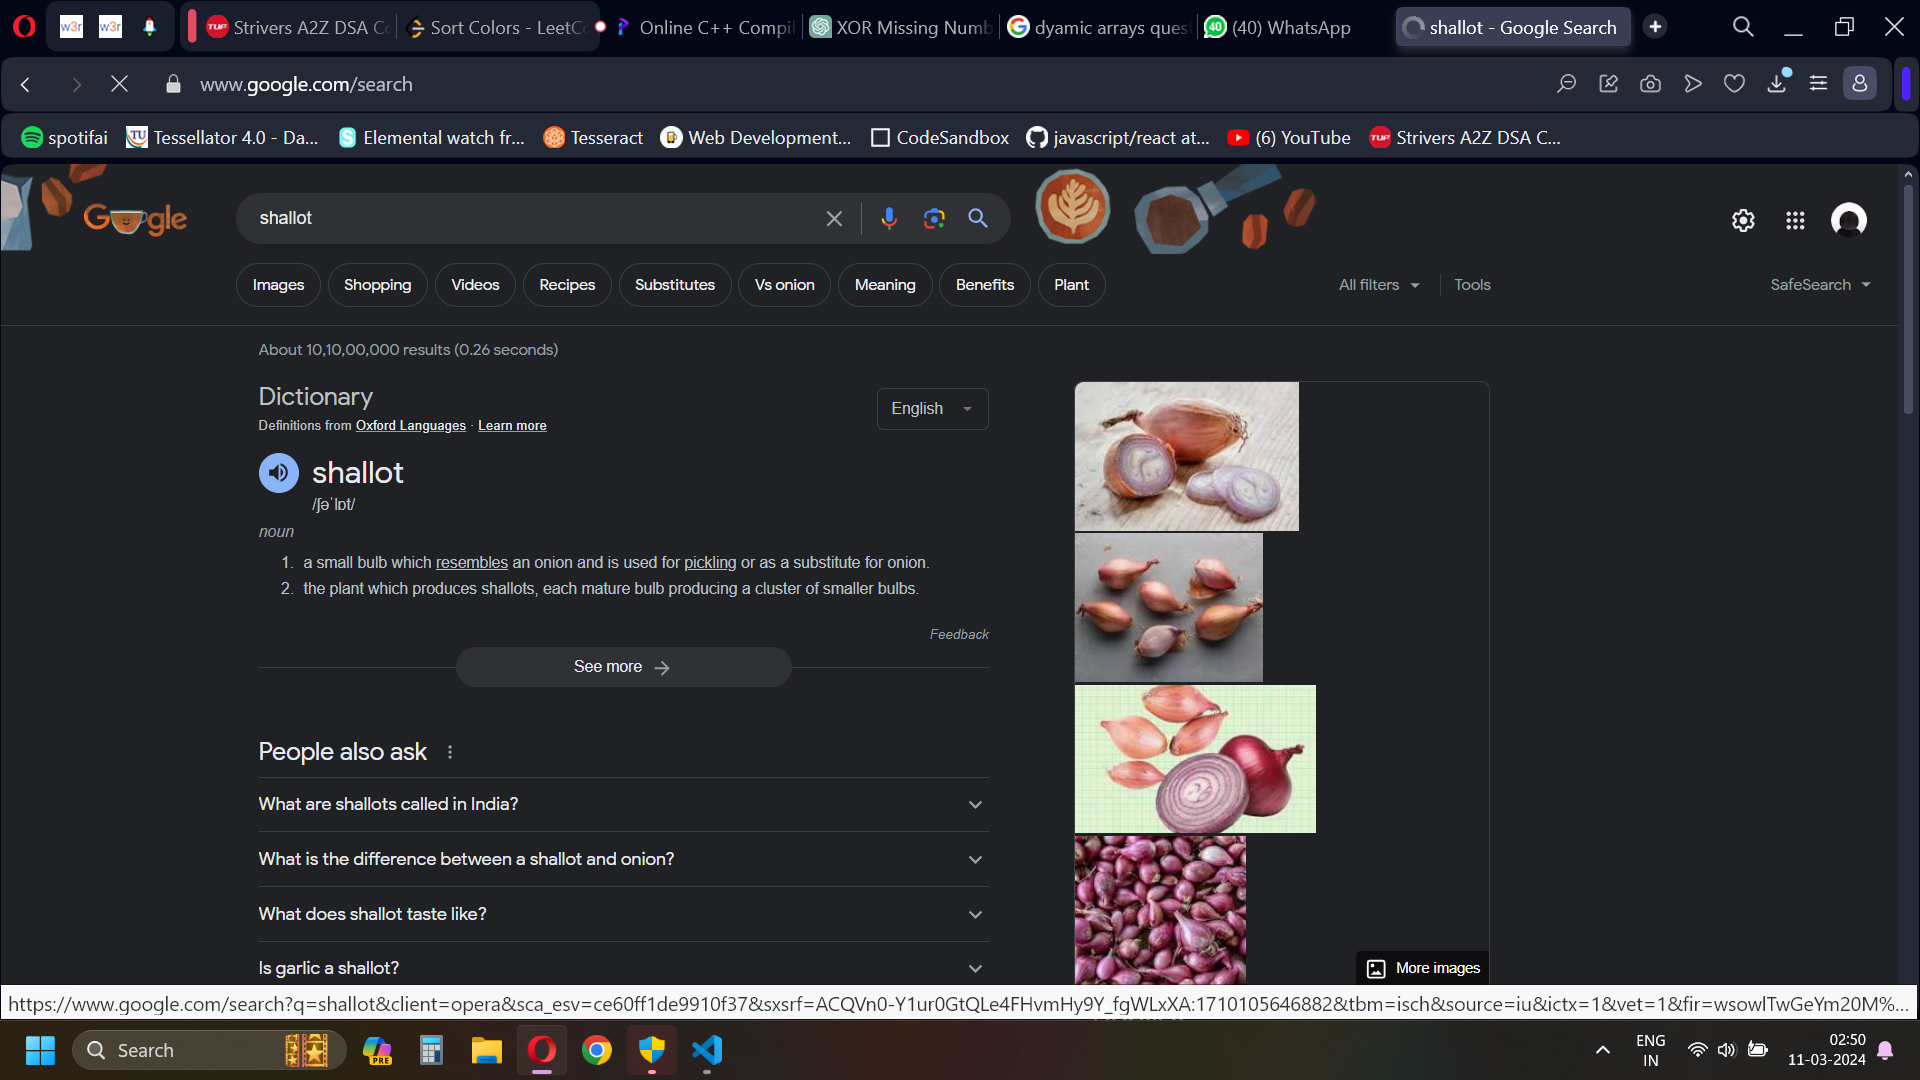 w3r
w3r
TUF Strivers A2Z DSA Co
Sort Colors - LeetCo
Online C++ Compil
XOR Missing Numb
dyamic arrays ques
40 (40) WhatsApp
shallot - Google Search
www.google.com/search
spotifai
TU Tessellator 4.0 - Da...
S Elemental watch fr...
Tesseract
Web Development...
CodeSandbox
javascript/react at...
(6) YouTube
TUF Strivers A2Z DSA C...
Google
shallot
Images
Shopping
Videos
Recipes
Substitutes
Vs onion
Meaning
Benefits
Plant
All filters
Tools
SafeSearch
About 10,10,00,000 results (0.26 seconds)
Dictionary
English
Definitions from Oxford Languages · Learn more
shallot
/ʃəˈlɒt/
noun
1. a small bulb which resembles an onion and is used for pickling or as a substitute for onion.
2. the plant which produces shallots, each mature bulb producing a cluster of smaller bulbs.
Feedback
See more
People also ask
What are shallots called in India?
What is the difference between a shallot and onion?
What does shallot taste like?
Is garlic a shallot?
More images
https://www.google.com/search?q=shallot&client=opera&sca_esv=ce60ff1de9910f37&sxsrf=ACQVn0-Y1ur0GtQLe4FHvmHy9Y_fgWLxXA:1710105646882&tbm=isch&source=iu&ictx=1&vet=1&fir=wsowlTwGeYm20M%...
Search
PRE
ENG
IN
02:50
11-03-2024